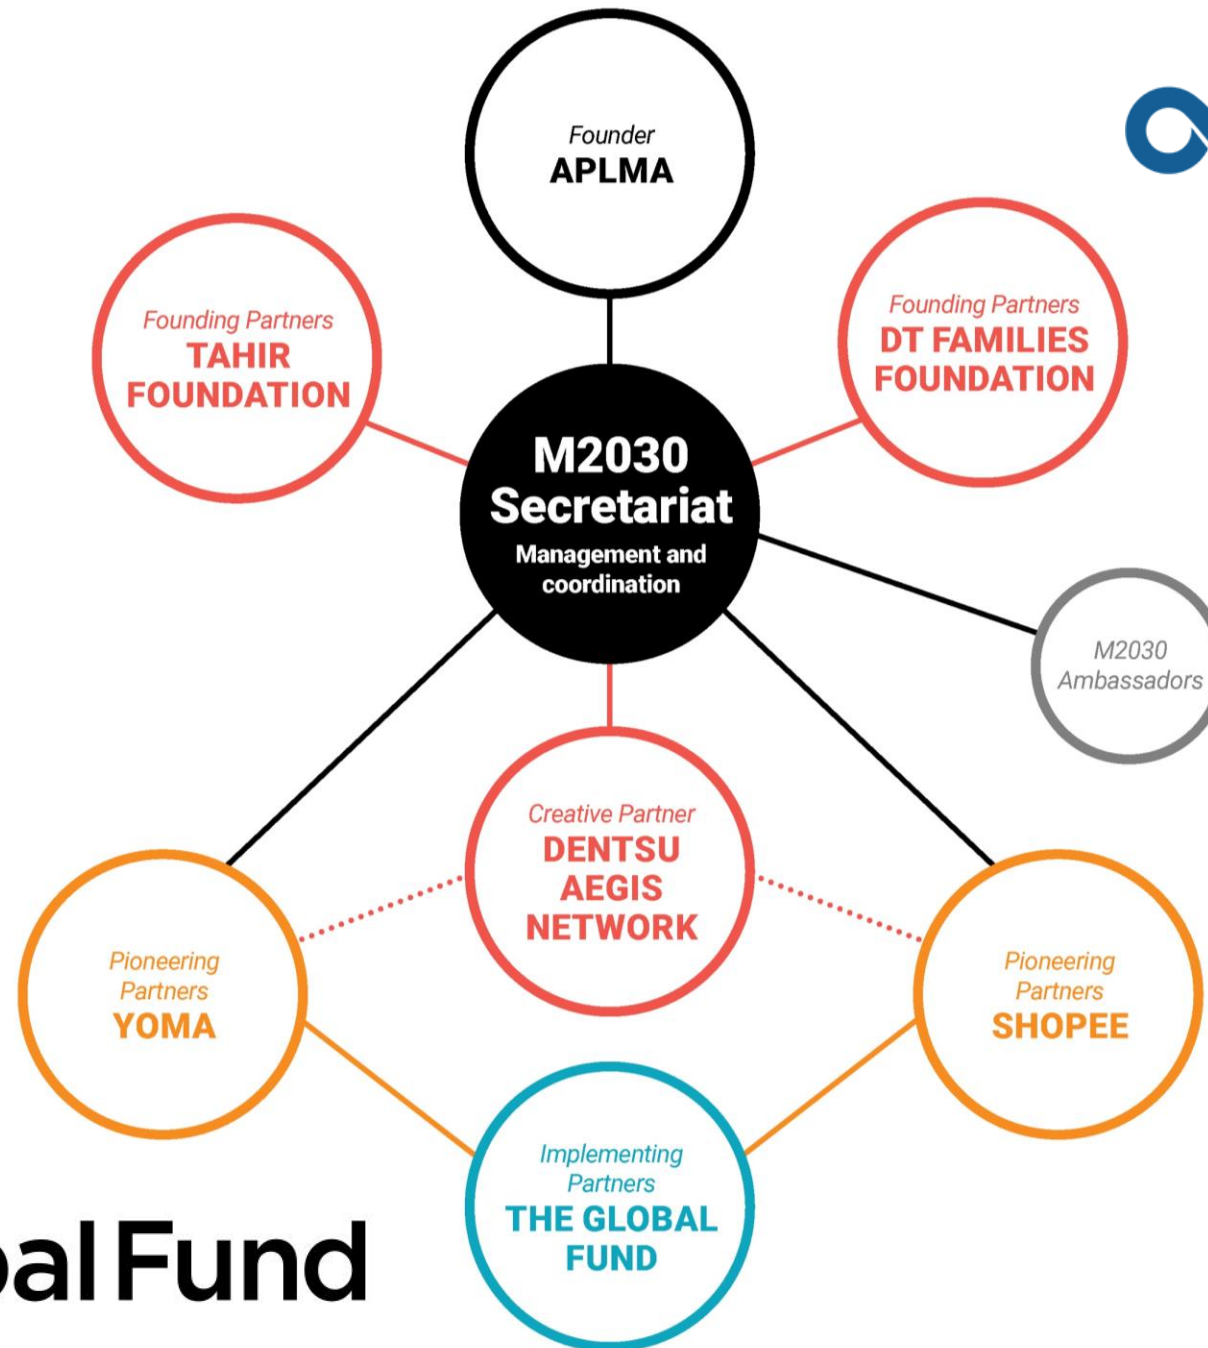 Founder
APLMA
Founding Partners
TAHIR
FOUNDATION
Founding Partners
DT FAMILIES
FOUNDATION
M2030
Secretariat
Management and
coordination
M2030
Ambassadors
Creative Partner
DENTSU
AEGIS
NETWORK
Pioneering
Partners
YOMA
Pioneering
Partners
SHOPEE
Implementing
Partners
THE GLOBAL
FUND
Fund